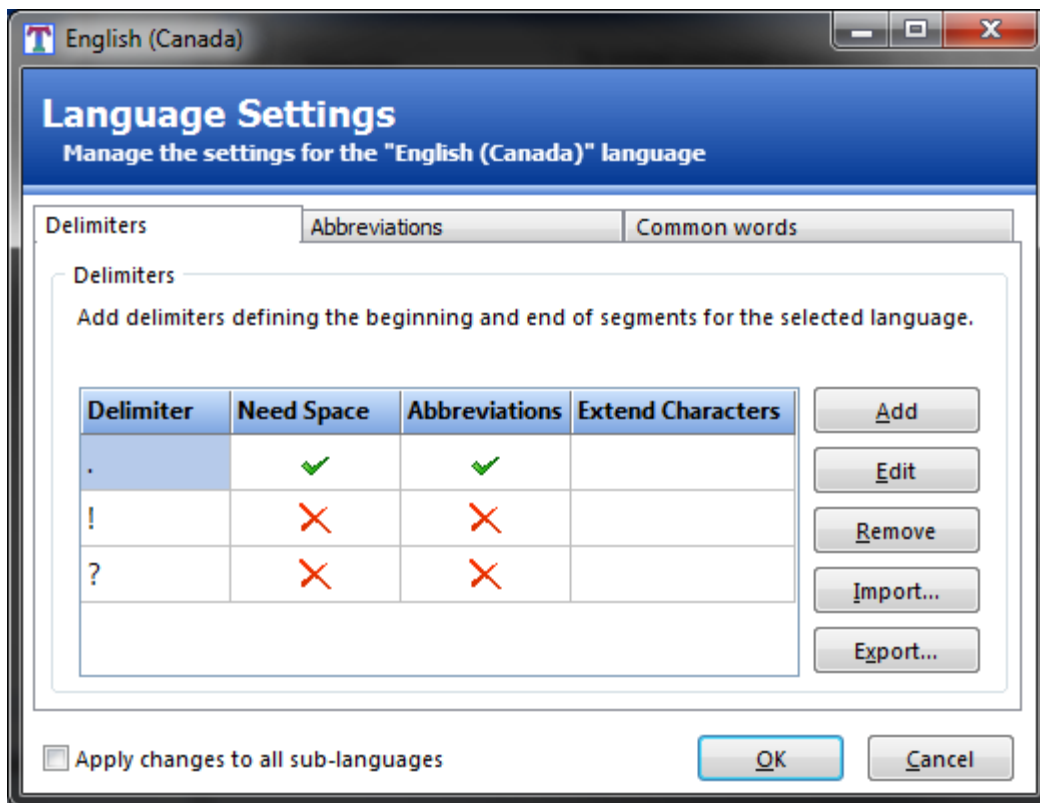 English (Canada)
Language Settings
Manage the settings for the "English (Canada)" language
Delimiters Abbreviations Common words
Delimiters
Add delimiters defining the beginning and end of segments for the selected language.
Delimiter Need Space Abbreviations Extend Characters
.
!
?
Add
Edit
Remove
Import...
Export...
Apply changes to all sub-languages
OK Cancel